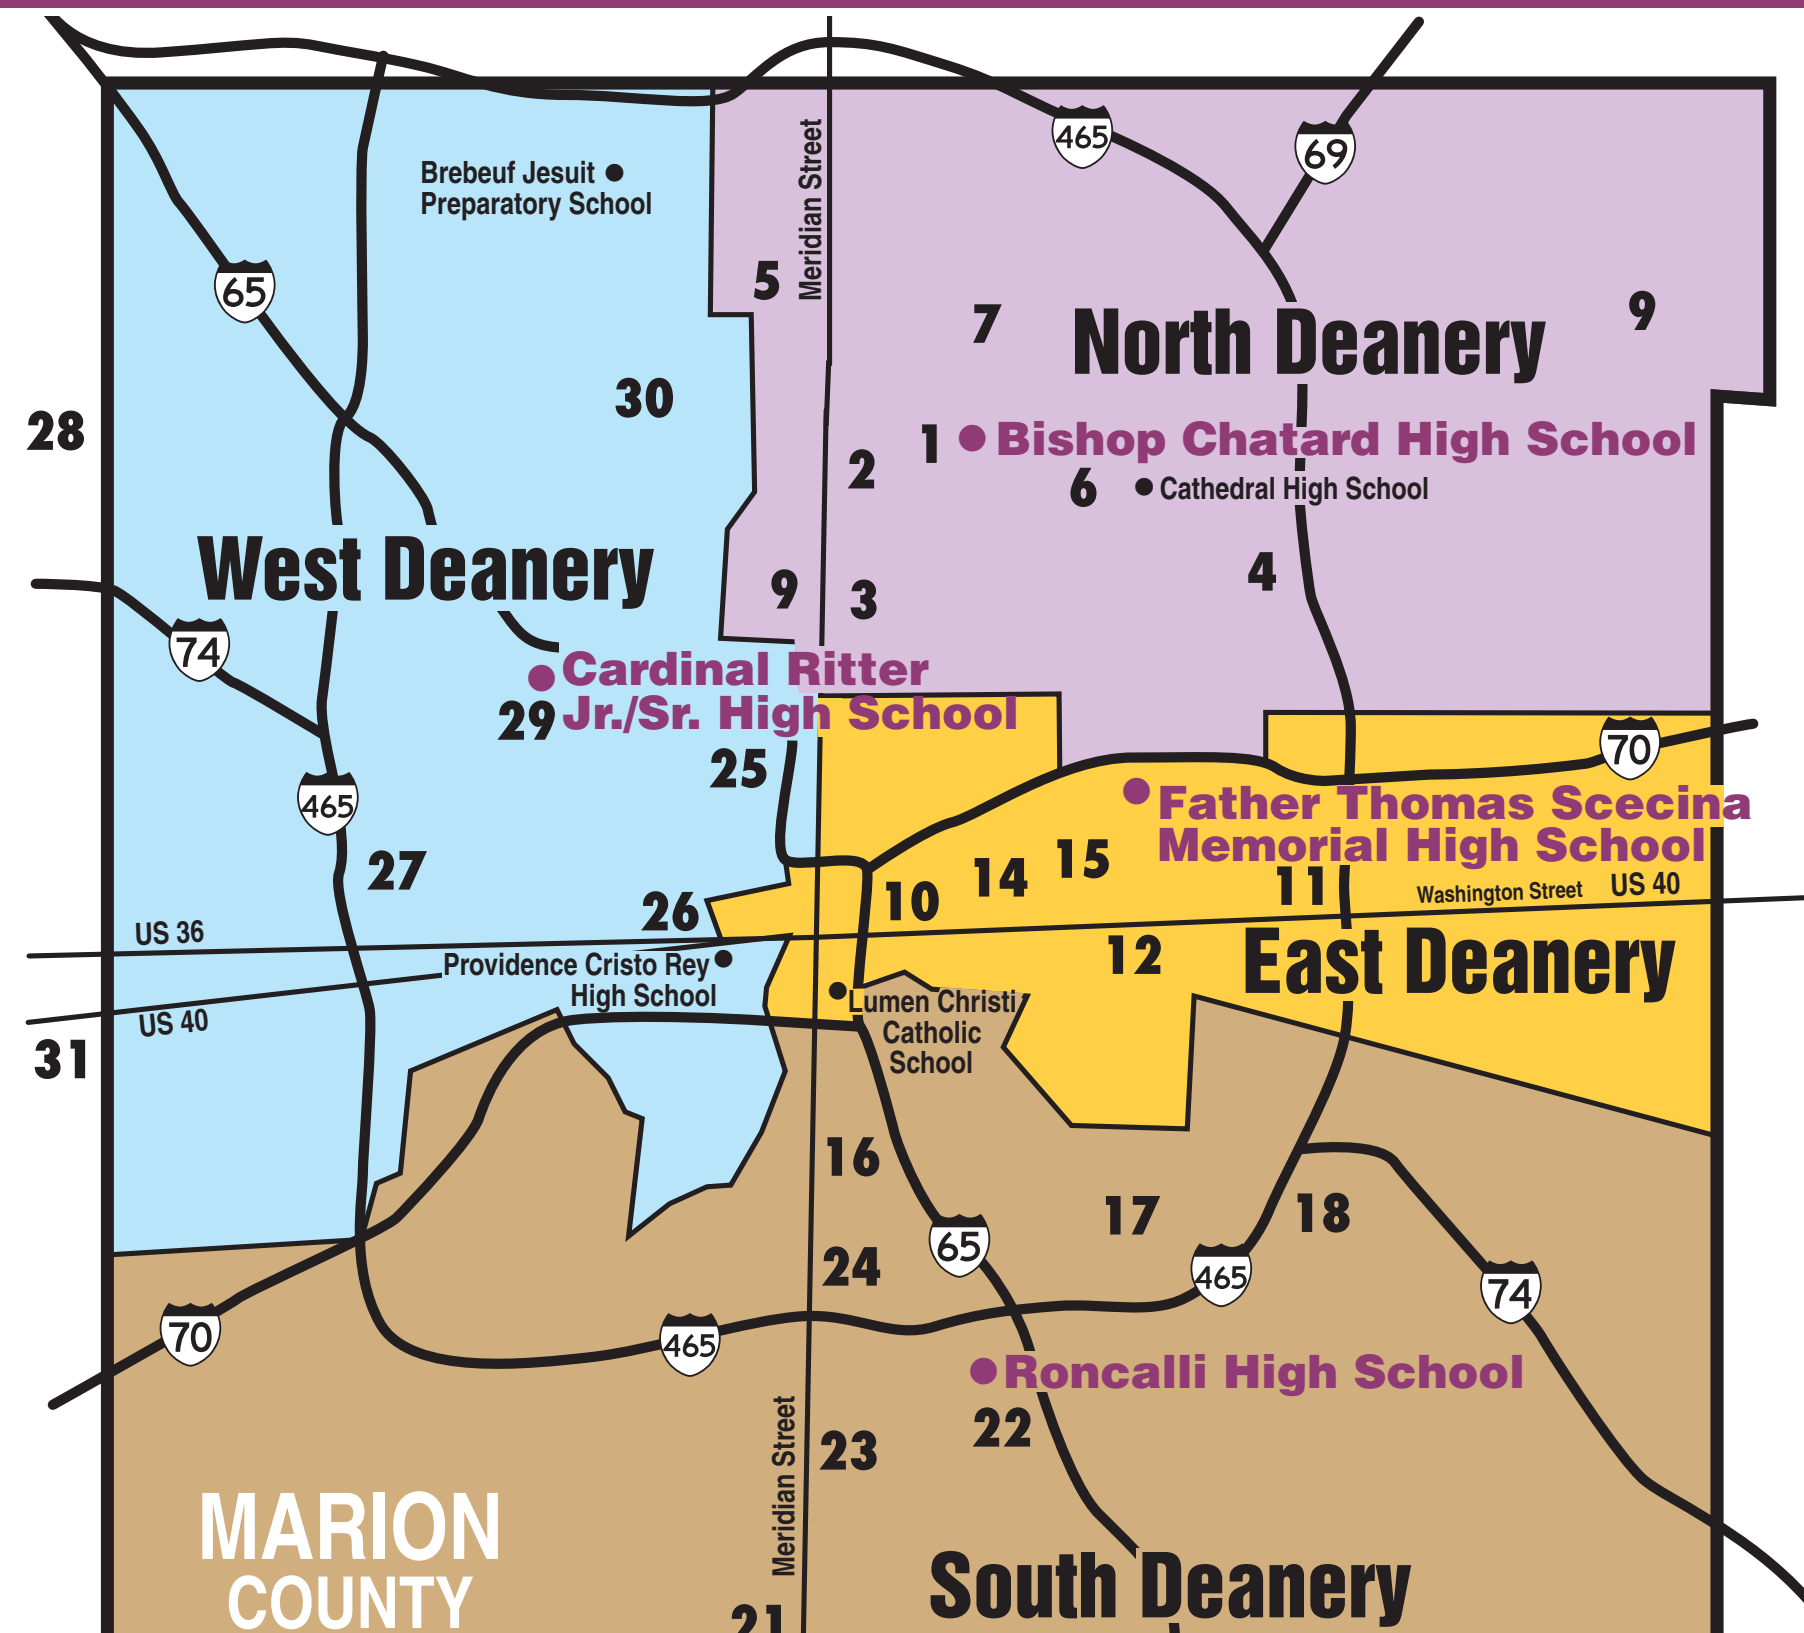 465
69
Brebeuf Jesuit
Preparatory School
Meridian Street
65
5
7
North Deanery
9
30
28
1
Bishop Chatard High School
2
6
Cathedral High School
West Deanery
4
9
3
74
Cardinal Ritter
Jr./Sr. High School
29
25
70
465
Father Thomas Scecina
Memorial High School
27
15
14
11
10
Washington Street
US 40
26
US 36
12
East Deanery
Providence Cristo Rey
High School
Lumen Christi
Catholic
School
US 40
31
16
17
18
65
24
465
74
70
465
Roncalli High School
22
23
Meridian Street
MARION
COUNTY
South Deanery
21